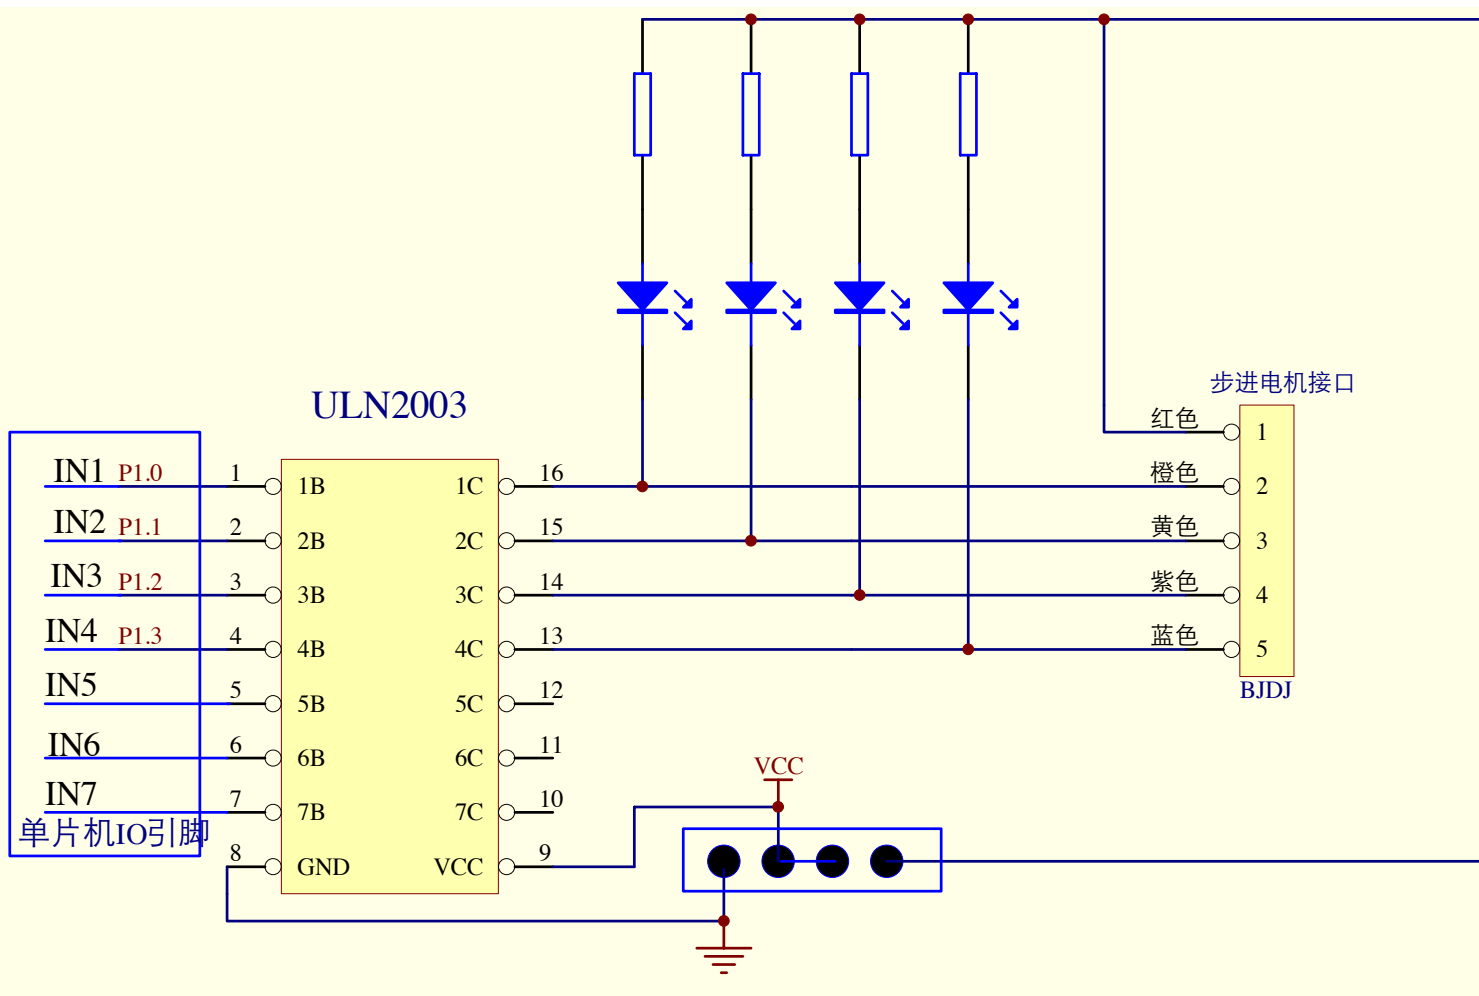 步进电机接口
ULN2003
红色 1
IN1 P1.0 1 1B 1C 16 橙色 2
IN2 P1.1 2 2B 2C 15 黄色 3
IN3 P1.2 3 3B 3C 14 紫色 4
IN4 P1.3 4 4B 4C 13 蓝色 5
IN5 5 5B 5C 12 BJDJ
IN6 6 6B 6C 11
VCC
IN7 7 7B 7C 10
单片机IO引脚
8 GND VCC 9